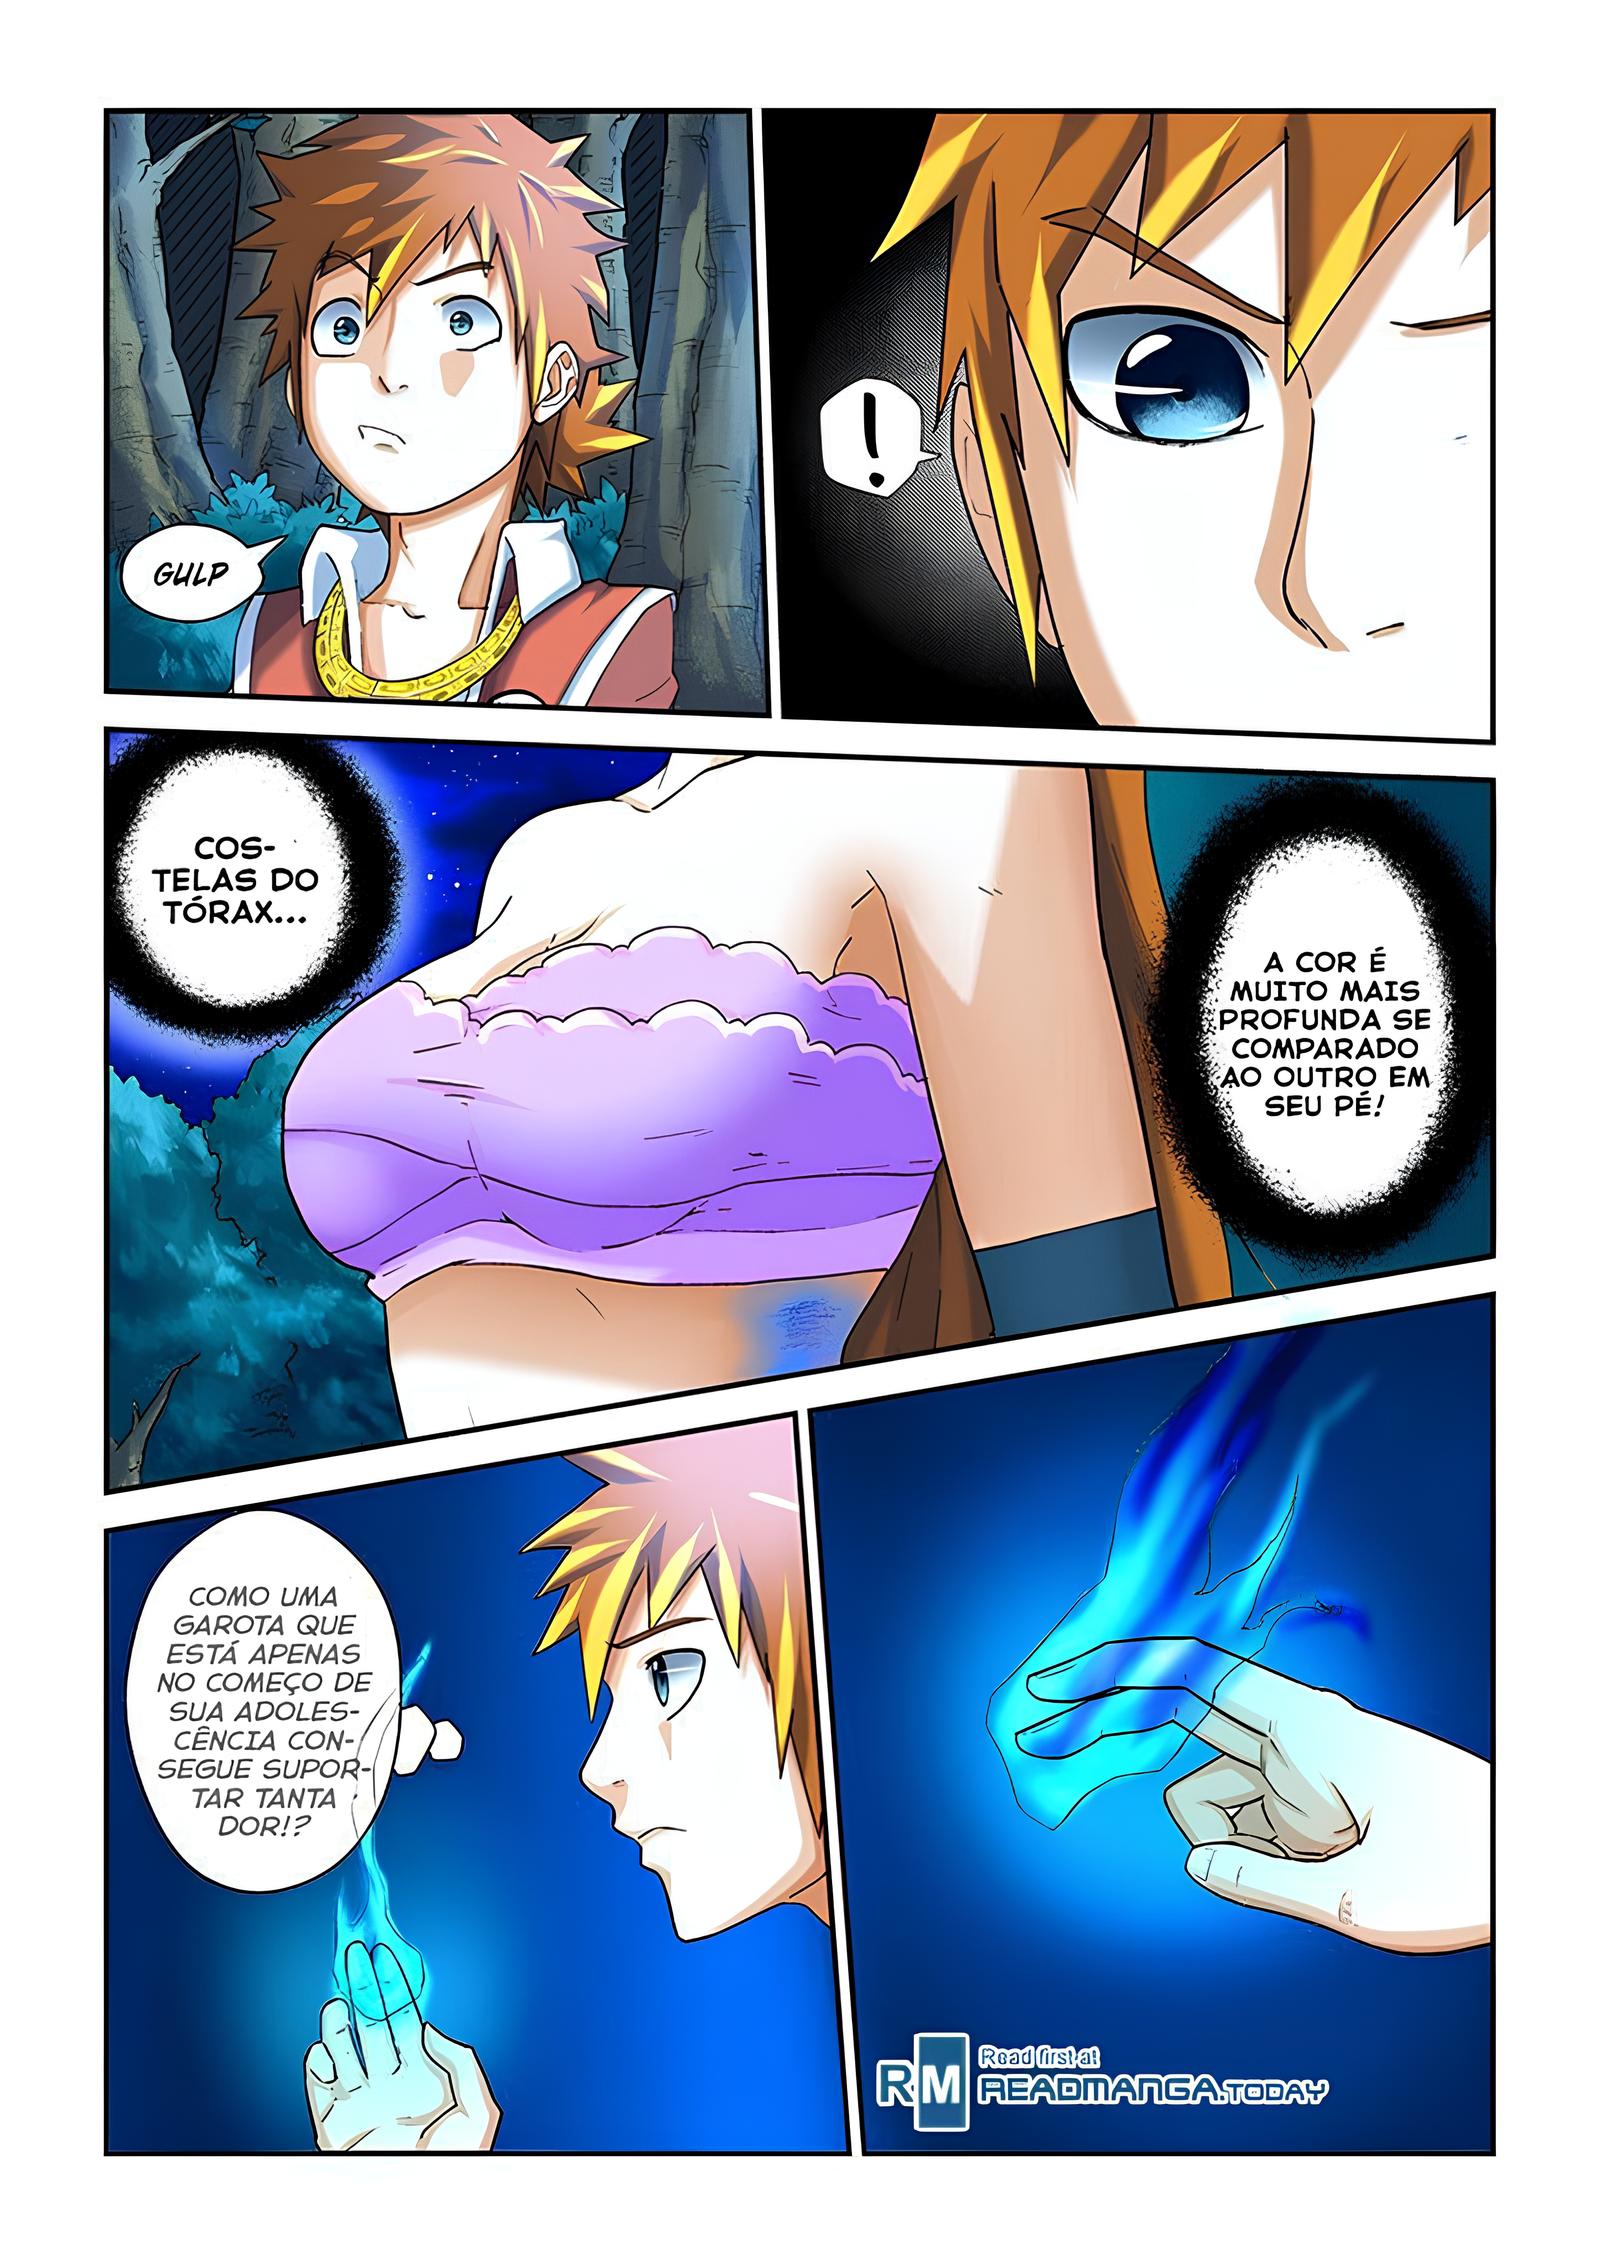 GULP
!
COS-
TELAS DO
TÓRAX...
A COR É
MUITO MAIS
PROFUNDA SE
COMPARADO
AO OUTRO EM
SEU PÉ!
COMO UMA
GAROTA QUE
ESTÁ APENAS
NO COMEÇO DE
SUA ADOLES-
CÊNCIA CON-
SEGUE SUPOR-
TAR TANTA
DOR!?
RM
Read first at
READMANGA.TODAY